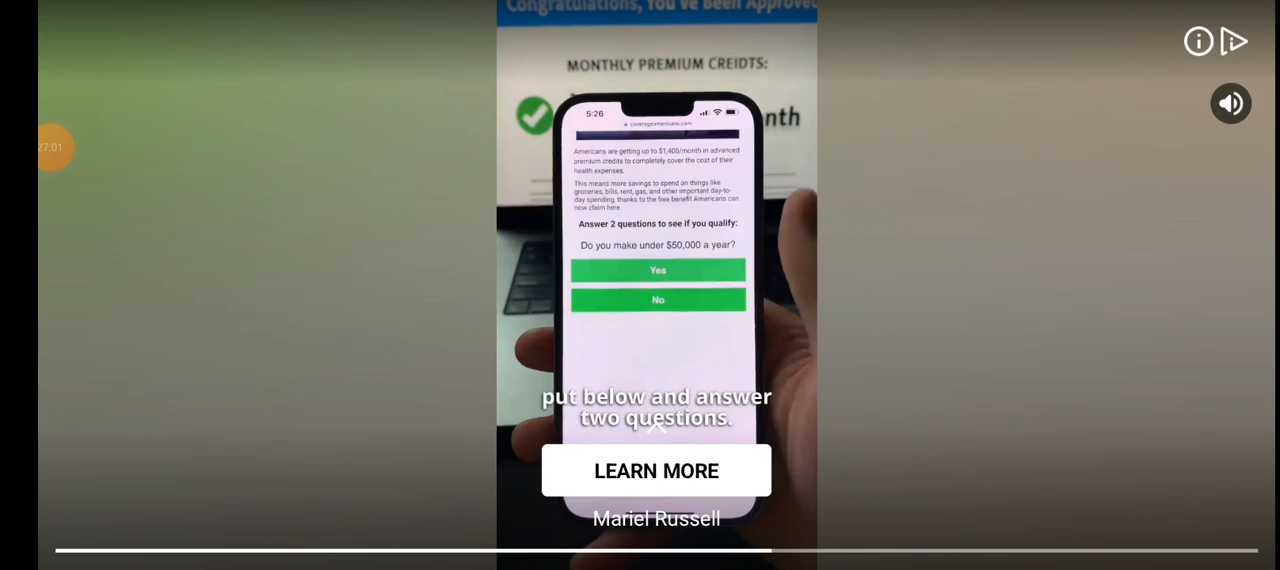 Congratulations, You've Been Approved
MONTHLY PREMIUM CREIDTS:
nth
5:26
27:01
Americans are getting up to $1,400/month in advanced
premium credits to completely cover the cost of their
health expenses.
This means more savings to spend on things like
groceries, bills, rent, gas, and other important day-to-
day spending, thanks to the free benefit Americans can
now claim here.
Answer 2 questions to see if you qualify:
Do you make under $50,000 a year?
Yes
No
put below and answer
two questions.
LEARN MORE
Mariel Russell